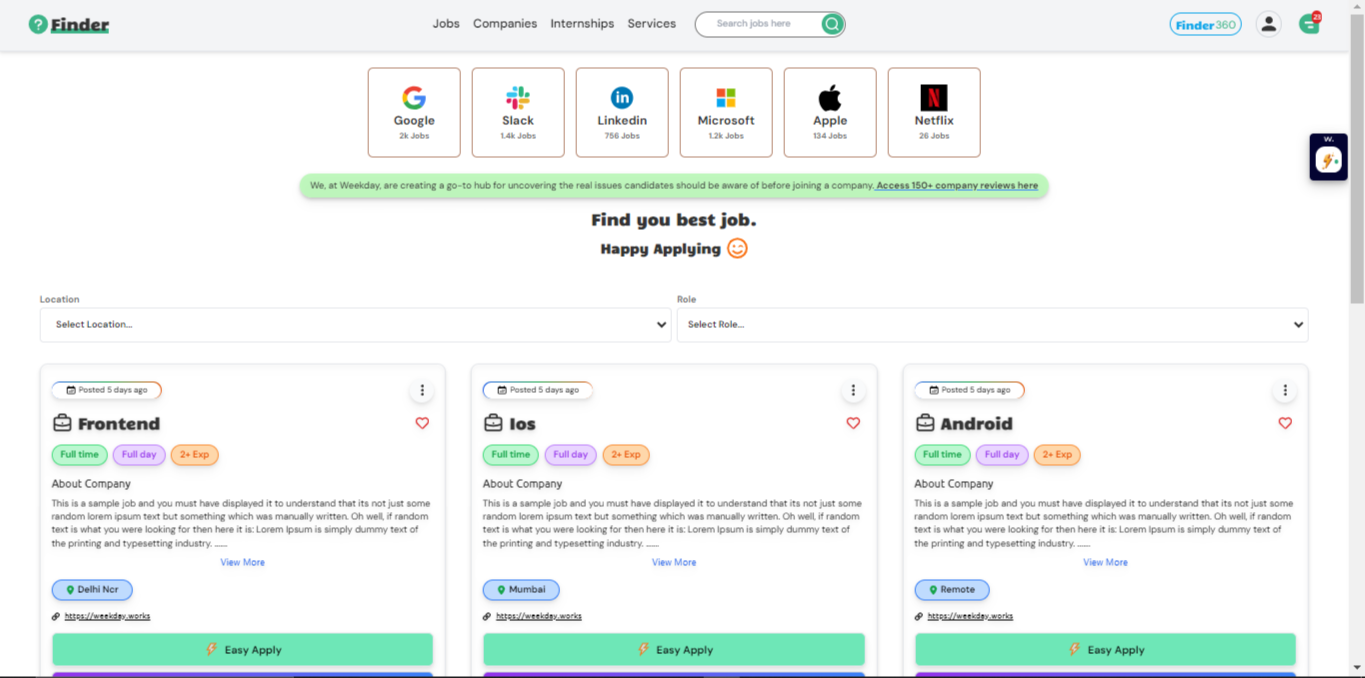 Finder
Jobs Companies Internships Services Search jobs here Finder360 23
Google Slack Linkedin Microsoft Apple Netflix
2k Jobs 1.4k Jobs 756 Jobs 1.2k Jobs 134 Jobs 26 Jobs
W.
We, at Weekday, are creating a go-to hub for uncovering the real issues candidates should be aware of before joining a company. Access 150+ company reviews here
Find you best job.
Happy Applying
Location Role
Select Location... Select Role...
Posted 5 days ago
Frontend
Full time Full day 2+ Exp
About Company
This is a sample job and you must have displayed it to understand that its not just some
random lorem ipsum text but something which was manually written. Oh well, if random
text is what you were looking for then here it is: Lorem Ipsum is simply dummy text of
the printing and typesetting industry. ......
View More
Delhi Ncr
https://weekday.works
Easy Apply
Posted 5 days ago
Ios
Full time Full day 2+ Exp
About Company
This is a sample job and you must have displayed it to understand that its not just some
random lorem ipsum text but something which was manually written. Oh well, if random
text is what you were looking for then here it is: Lorem Ipsum is simply dummy text of
the printing and typesetting industry. ......
View More
Mumbai
https://weekday.works
Easy Apply
Posted 5 days ago
Android
Full time Full day 2+ Exp
About Company
This is a sample job and you must have displayed it to understand that its not just some
random lorem ipsum text but something which was manually written. Oh well, if random
text is what you were looking for then here it is: Lorem Ipsum is simply dummy text of
the printing and typesetting industry. ......
View More
Remote
https://weekday.works
Easy Apply